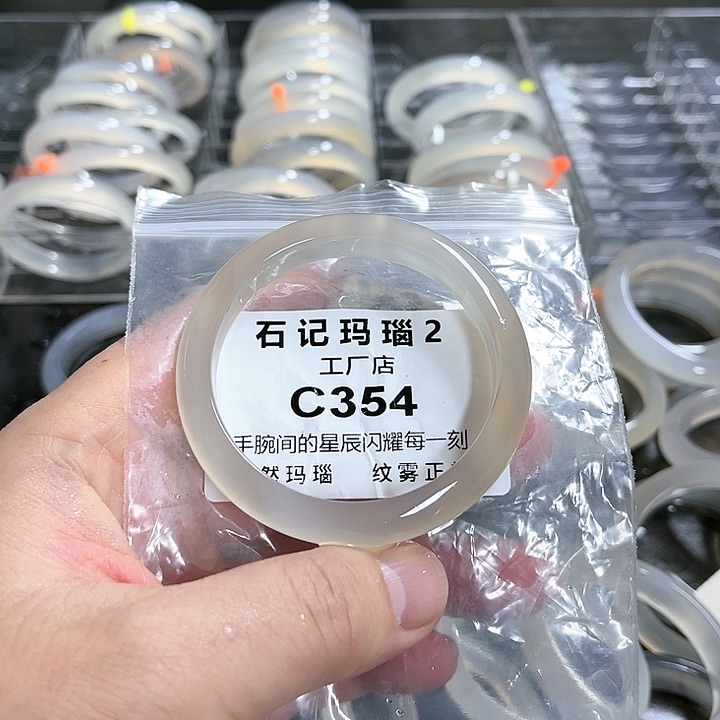 石记玛瑙2
工厂店
C354
手腕间的星辰闪耀每一刻
然玛瑙 纹雾正